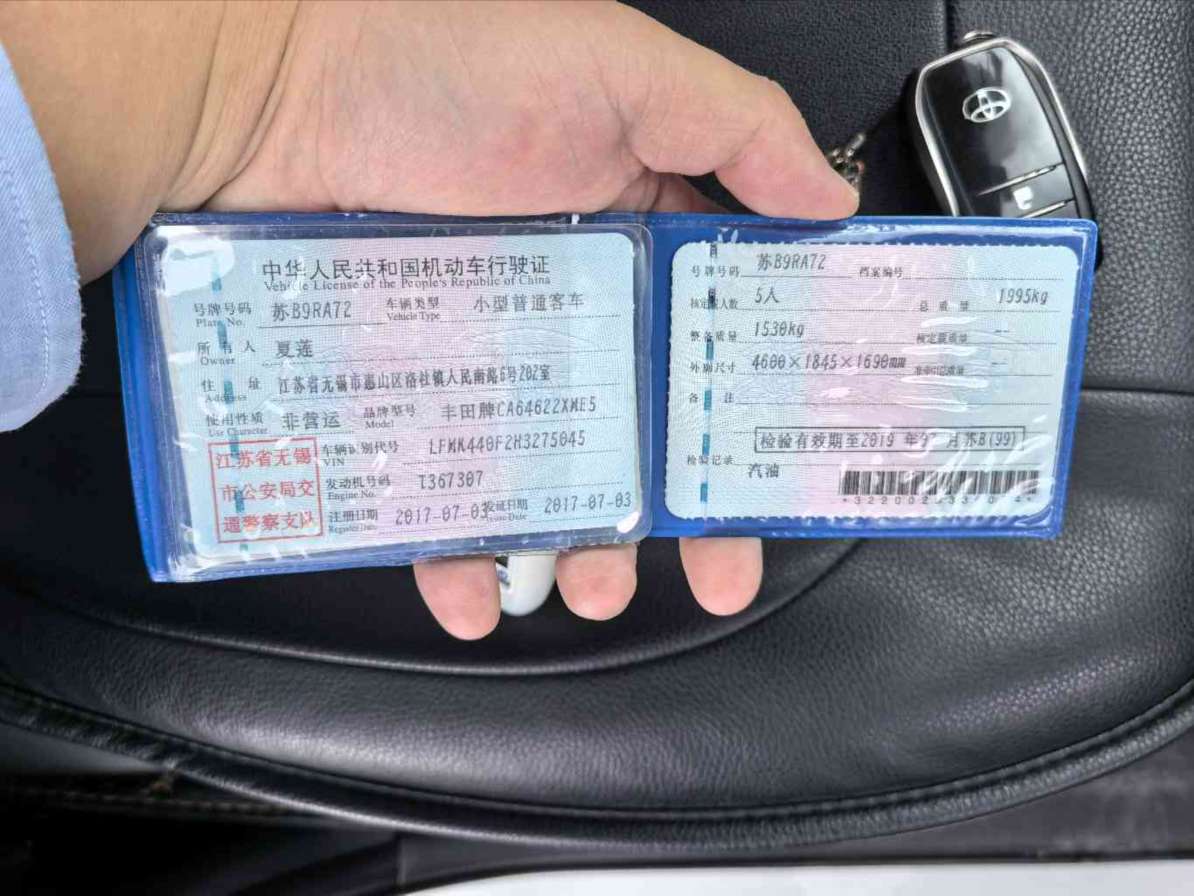 中华人民共和国机动车行驶证
Vehicle License of the People's Republic of China
号牌号码 苏B9RA72 车辆类型 小型普通客车
Plate No. Vehicle Type
所有人 夏莲
Owner
住址 江苏省无锡市惠山区洛社镇人民南路6号202室
Address
使用性质 非营运 品牌型号 丰田牌CA64622XME5
Use Character Model
江苏省无锡
市公安局交
通警察支队
车辆识别代号 LFMK440F2H3275045
VIN
发动机号码 T367307
Engine No.
注册日期 2017-07-03 发证日期 2017-07-03
Register Date Issue Date
号牌号码 苏B9RA72 档案编号
核定载人数 5人 总质量 1995kg
整备质量 1530kg 核定载质量 --
外廓尺寸 4600×1845×1690mm 准牵引总质量 --
备注
检验有效期至2019年07月苏B(99)
检验记录
汽油